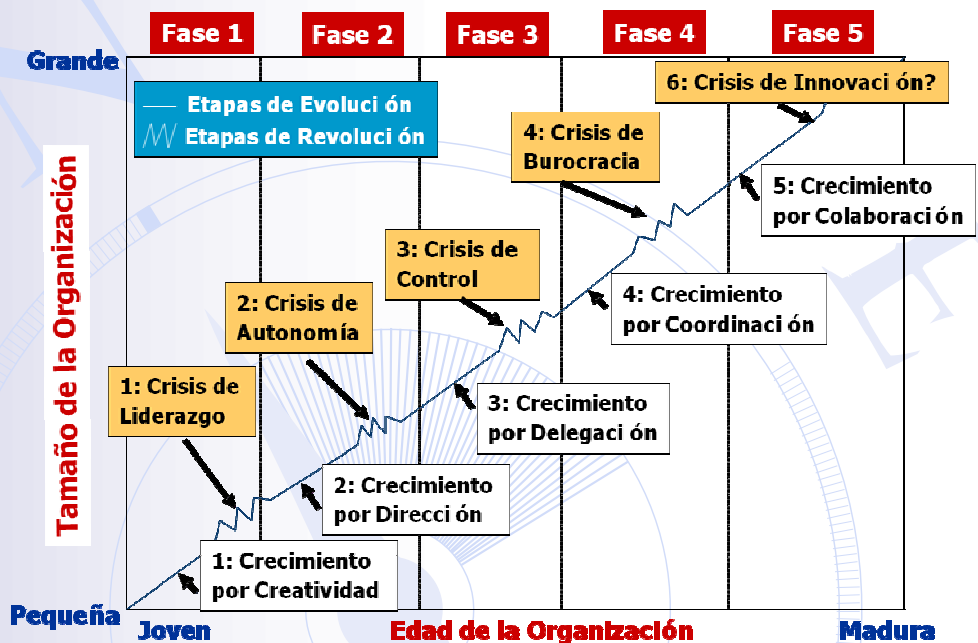 Fase 1
Fase 2
Fase 3
Fase 4
Fase 5
Grande
Etapas de Evoluci ón
Etapas de Revoluci ón
6: Crisis de Innovaci ón?
4: Crisis de
Burocracia
5: Crecimiento
por Colaboraci ón
3: Crisis de
Control
2: Crisis de
Autonomía
4: Crecimiento
por Coordinaci ón
1: Crisis de
Liderazgo
3: Crecimiento
por Delegaci ón
2: Crecimiento
por Direcci ón
1: Crecimiento
por Creatividad
Tamaño de la Organización
Pequeña
Joven
Edad de la Organización
Madura